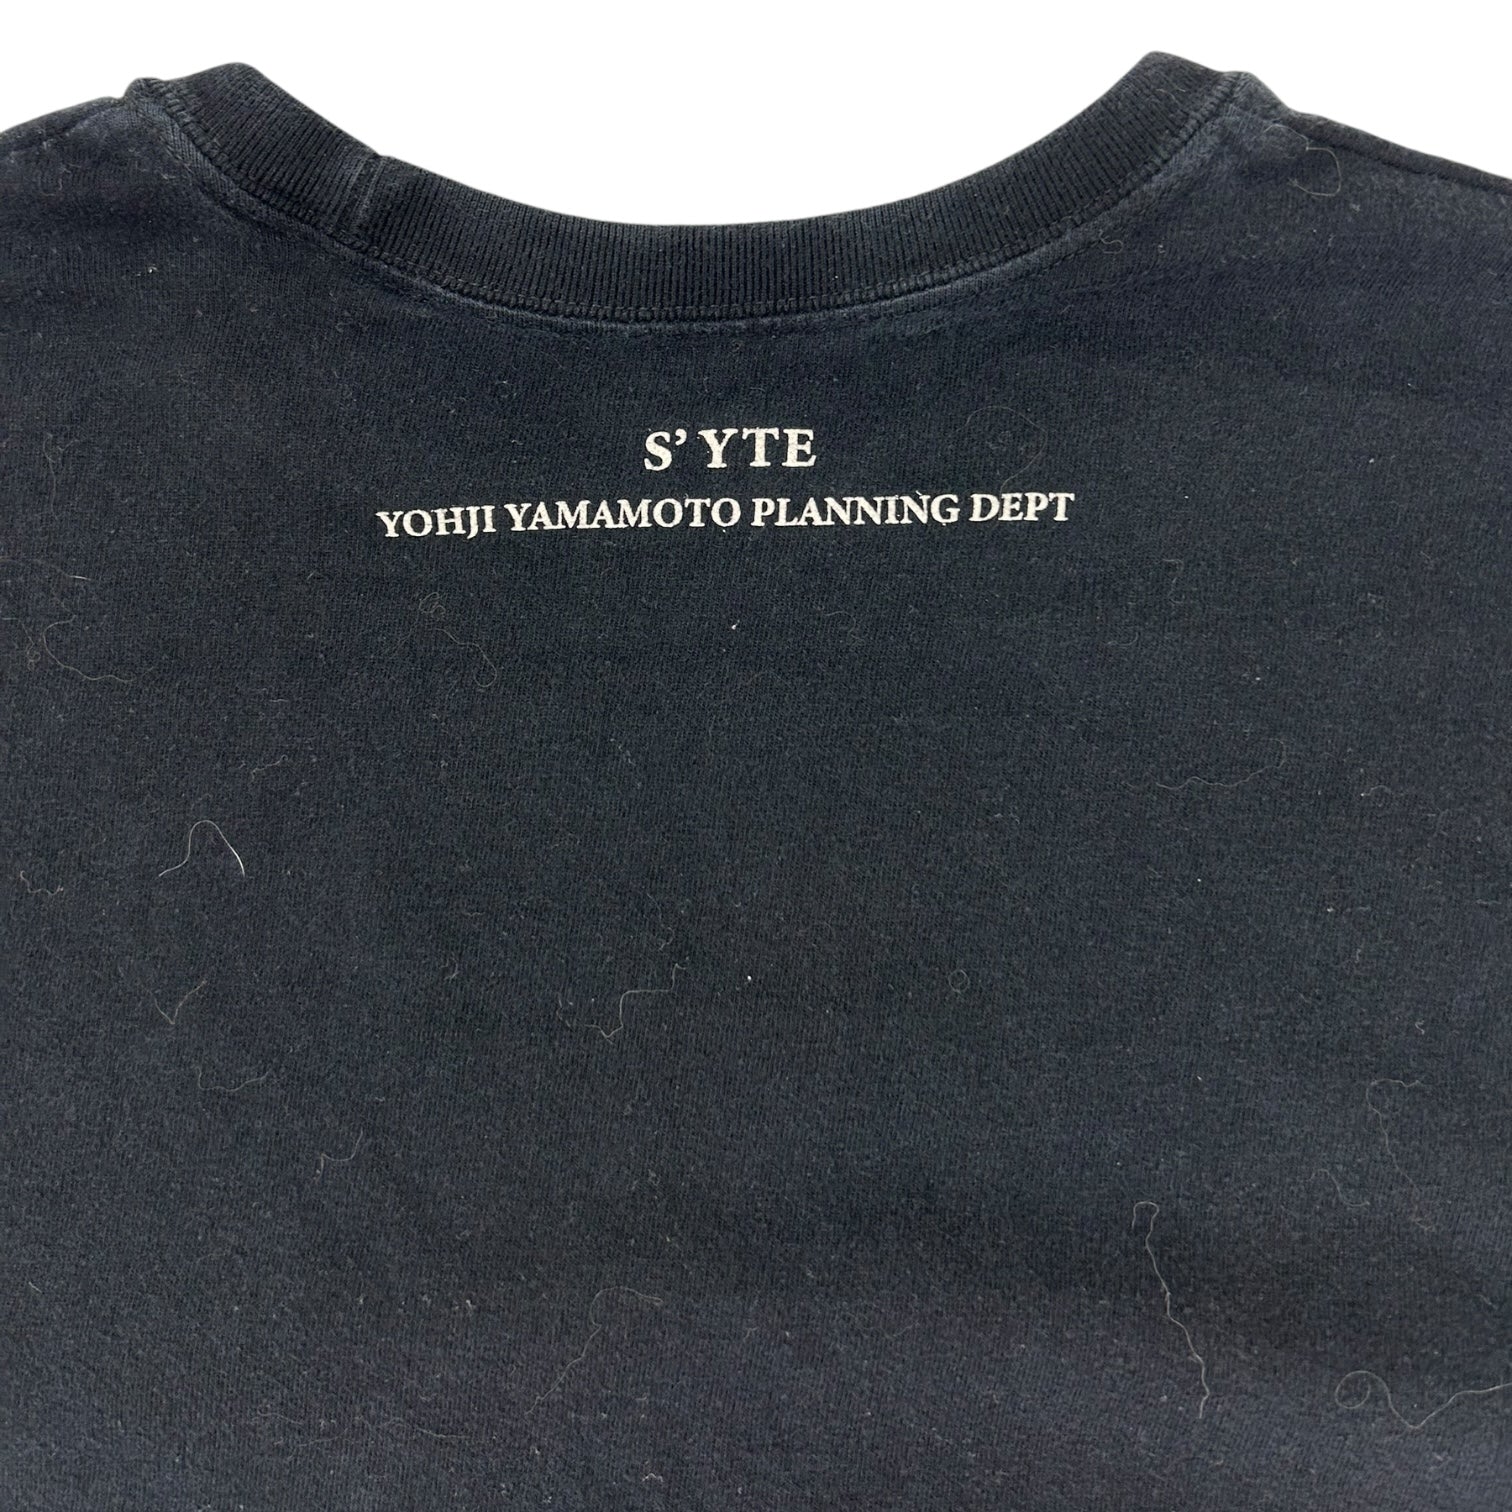 S' YTE
YOHJI YAMAMOTO PLANNING DEPT